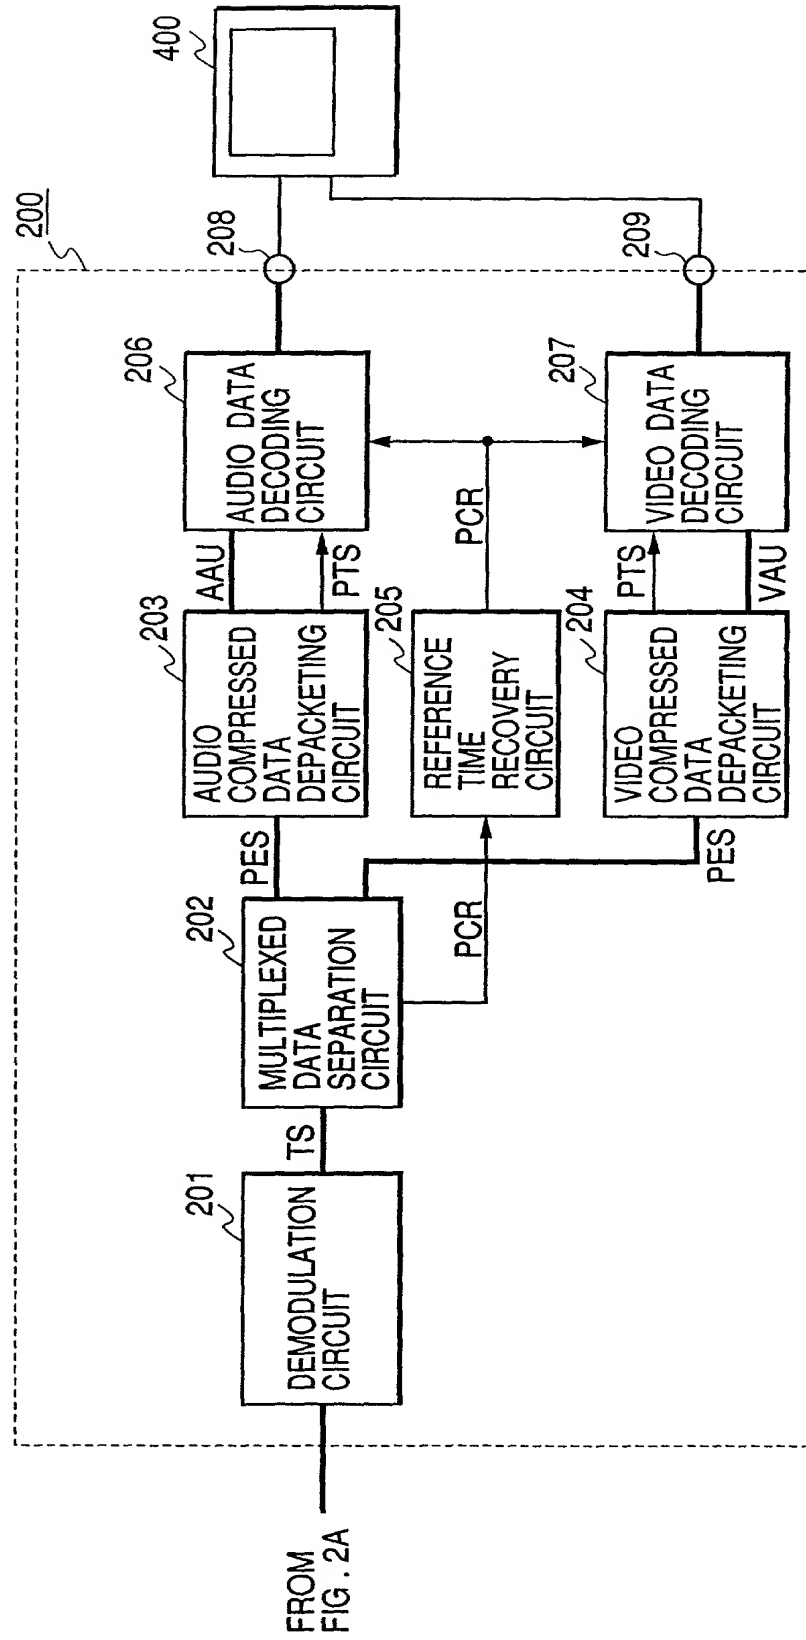 FROM
FIG. 2A
200
201
DEMODULATION
CIRCUIT
TS
202
MULTIPLEXED
DATA
SEPARATION
CIRCUIT
PES
PCR
PES
203
AUDIO
COMPRESSED
DATA
DEPACKETING
CIRCUIT
205
REFERENCE
TIME
RECOVERY
CIRCUIT
204
VIDEO
COMPRESSED
DATA
DEPACKETING
CIRCUIT
AAU
PTS
PCR
PTS
VAU
206
AUDIO DATA
DECODING
CIRCUIT
207
VIDEO DATA
DECODING
CIRCUIT
208
209
400